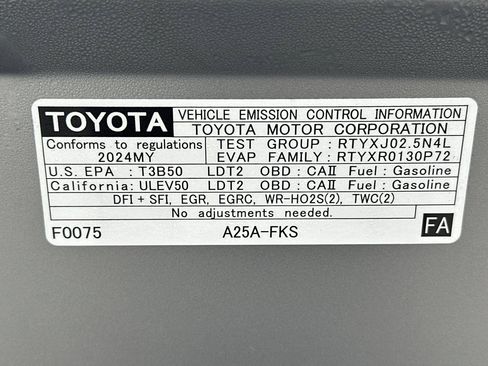 TOYOTA VEHICLE EMISSION CONTROL INFORMATION
TOYOTA MOTOR CORPORATION
Conforms to regulations TEST GROUP : RTYXJ02.5N4L
2024MY EVAP FAMILY : RTYXR0130P72
U.S. EPA : T3B50 LDT2 OBD : CAII Fuel : Gasoline
California: ULEV50 LDT2 OBD : CAII Fuel : Gasoline
DFI + SFI, EGR, EGRC, WR-HO2S(2), TWC(2)
No adjustments needed.
F0075 A25A-FKS FA